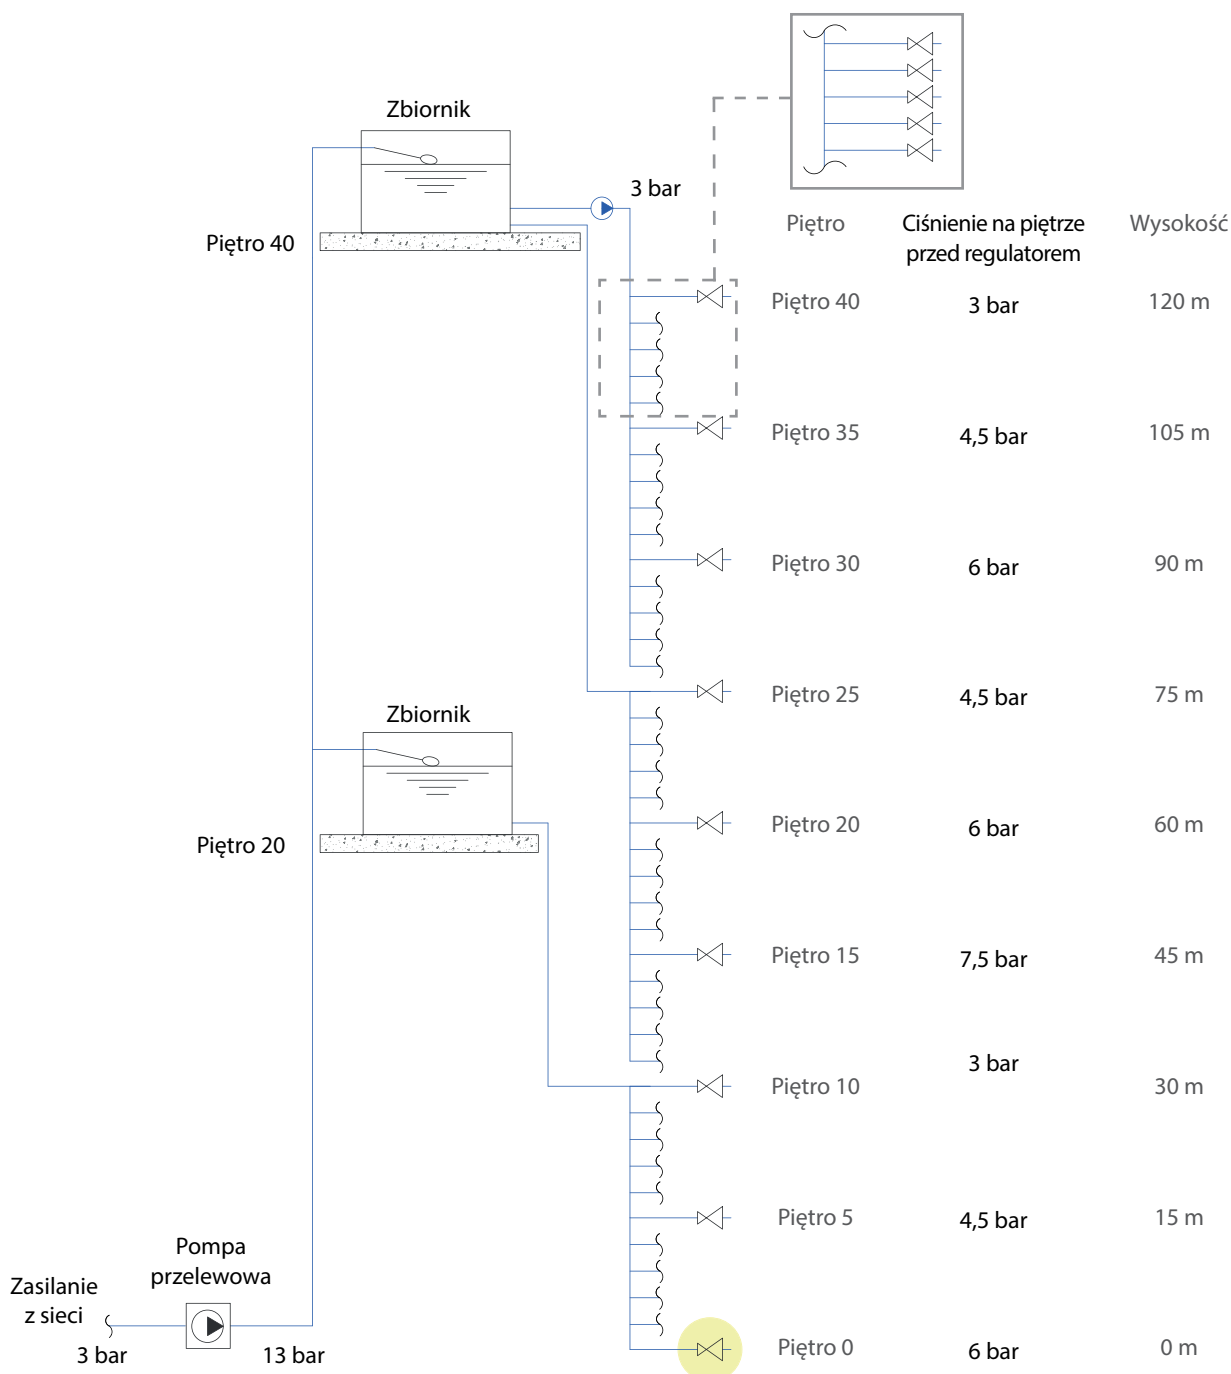 Zbiornik
3 bar
Piętro 40
Piętro
Ciśnienie na piętrze
przed regulatorem
Wysokość
Piętro 40
3 bar
120 m
Piętro 35
4,5 bar
105 m
Piętro 30
6 bar
90 m
Piętro 25
4,5 bar
75 m
Zbiornik
Piętro 20
Piętro 20
6 bar
60 m
Piętro 15
7,5 bar
45 m
Piętro 10
3 bar
30 m
Piętro 5
4,5 bar
15 m
Piętro 0
6 bar
0 m
Pompa
przelewowa
Zasilanie
z sieci
3 bar
13 bar